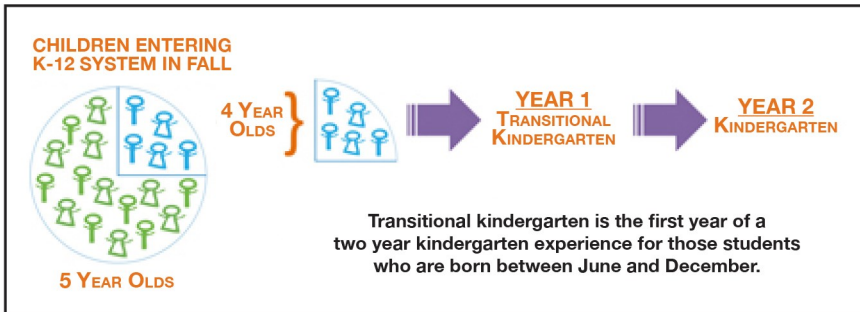 CHILDREN ENTERING
K-12 SYSTEM IN FALL
5 YEAR OLDS
4 YEAR
OLDS
YEAR 1
TRANSITIONAL
KINDERGARTEN
YEAR 2
KINDERGARTEN
Transitional kindergarten is the first year of a
two year kindergarten experience for those students
who are born between June and December.